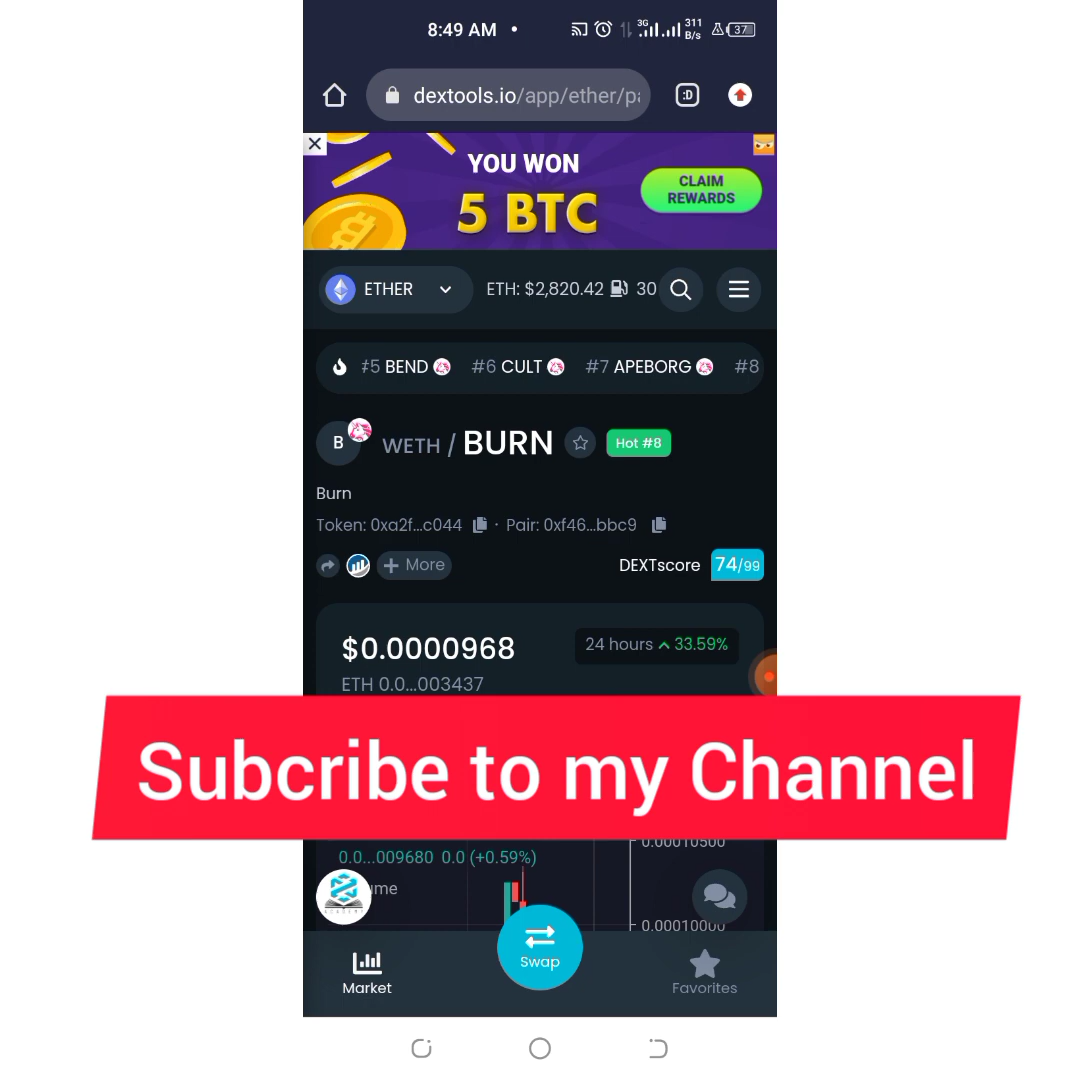 8:49 AM •
3G
311 B/s
37
dextools.io/app/ether/pa
:D
YOU WON
5 BTC
CLAIM
REWARDS
ETHER
ETH: $2,820.42 30
#5 BEND #6 CULT #7 APEBORG #8
B
WETH / BURN
Hot #8
Burn
Token: 0xa2f...c044 · Pair: 0xf46...bbc9
+ More
DEXTscore 74/99
$0.0000968
24 hours 33.59%
ETH 0.0...003437
Subcribe to my Channel
0.00010500
0.0...009680 0.0 (+0.59%)
ume
ACADEMY
0.00010000
Swap
Market
Favorites